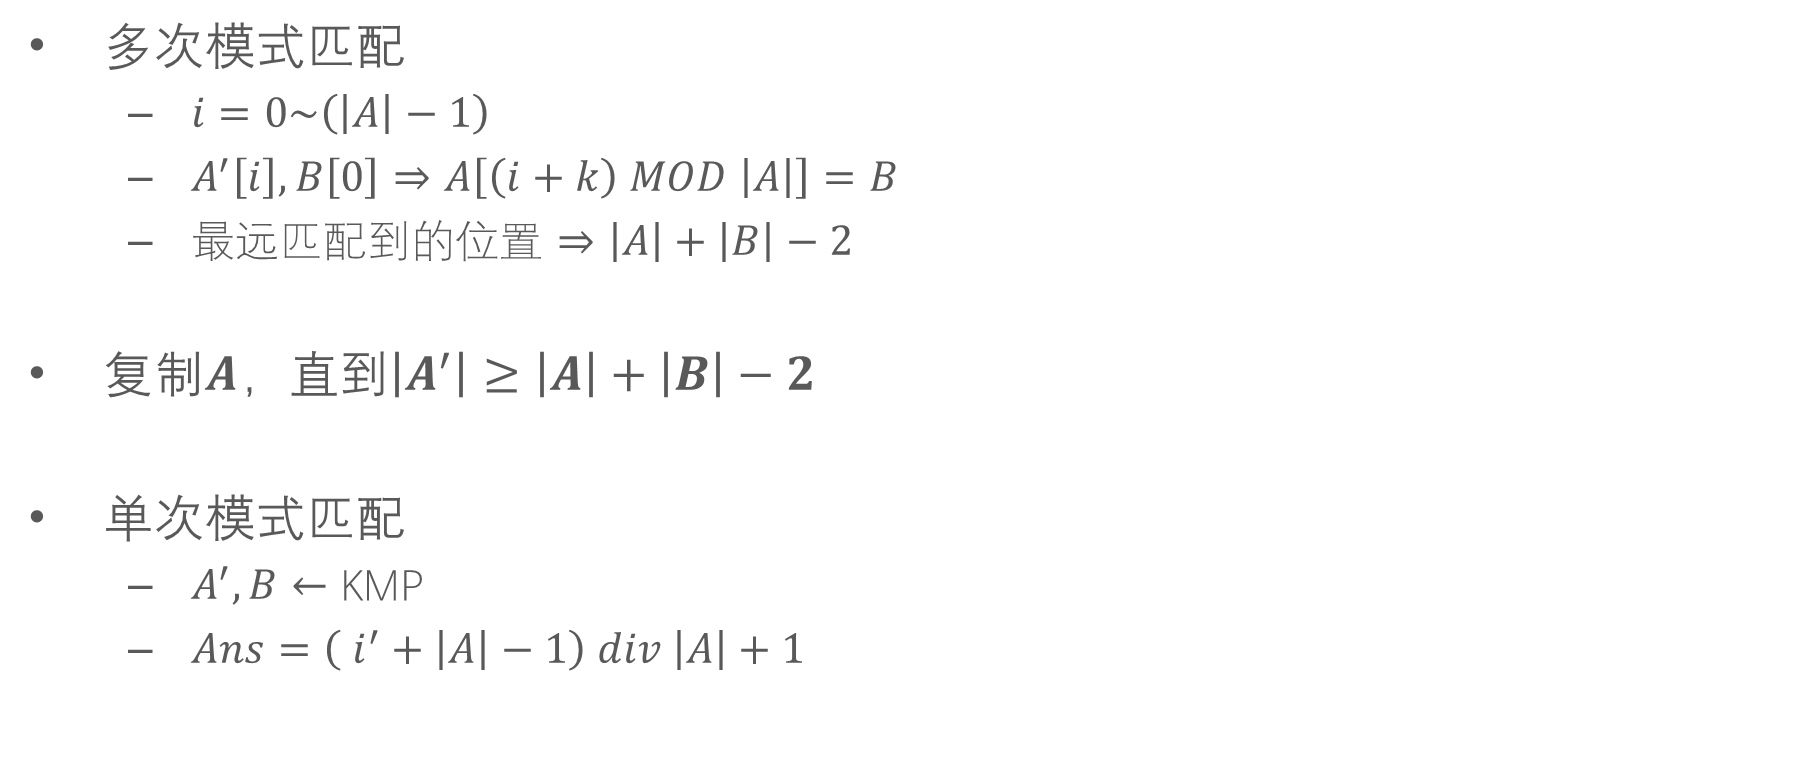 • 多次模式匹配
– i = 0~(|A| − 1)
– A′[i], B[0] ⇒ A[(i + k) MOD |A|] = B
– 最远匹配到的位置 ⇒ |A| + |B| − 2
• 复制A，直到|A′| ≥ |A| + |B| − 2
• 单次模式匹配
– A′, B ← KMP
– Ans = ( i′ + |A| − 1) div |A| + 1